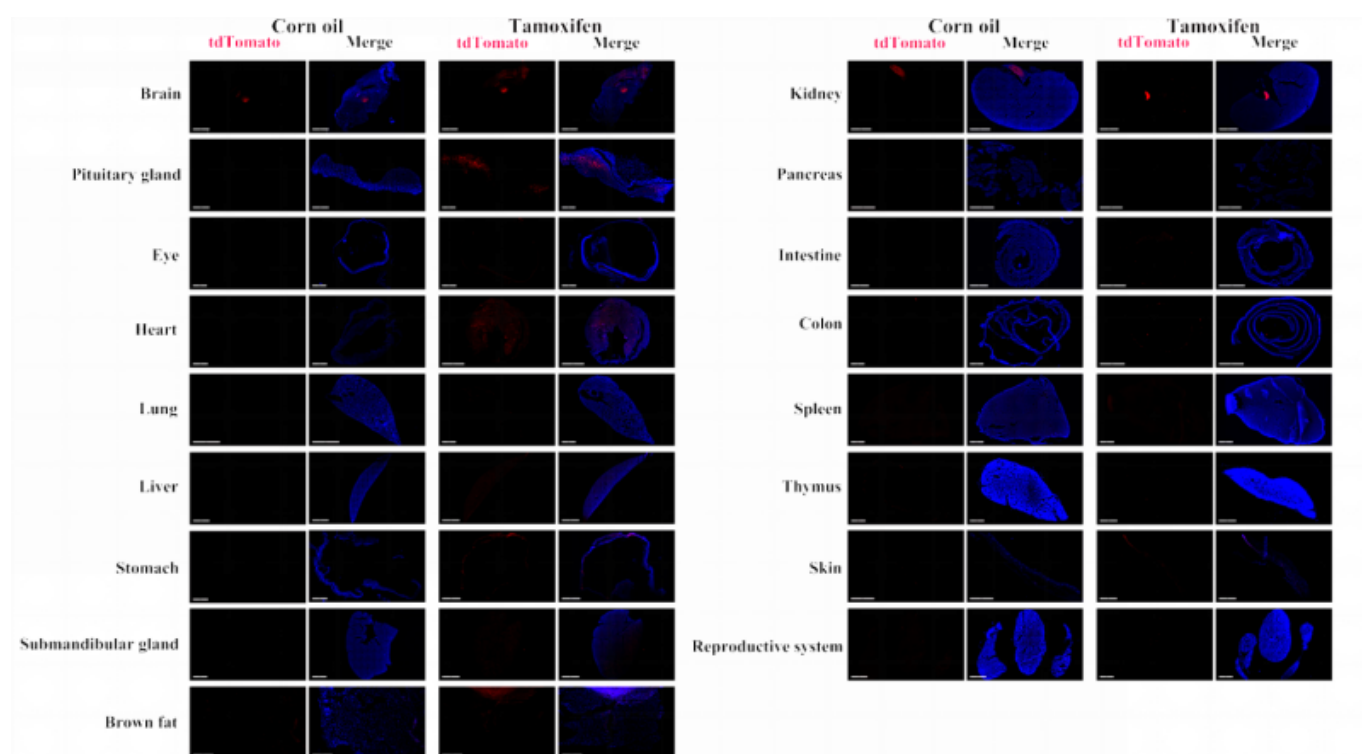 Corn oil Tamoxifen
tdTomato Merge tdTomato Merge
Brain
Pituitary gland
Eye
Heart
Lung
Liver
Stomach
Submandibular gland
Brown fat
Corn oil Tamoxifen
tdTomato Merge tdTomato Merge
Kidney
Pancreas
Intestine
Colon
Spleen
Thymus
Skin
Reproductive system